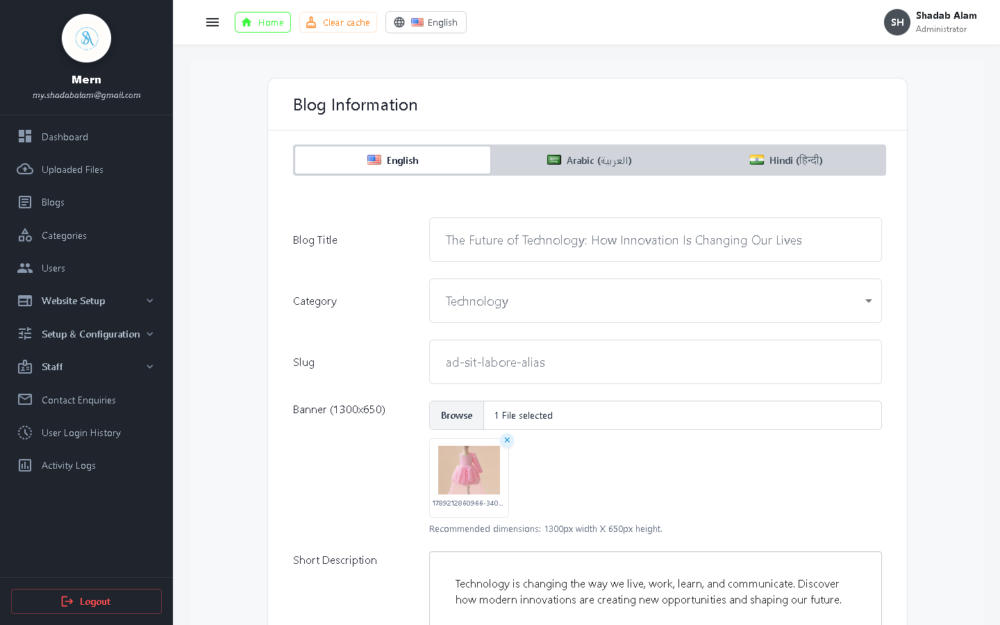 SA
Mern
my.shadabalam@gmail.com
Dashboard
Uploaded Files
Blogs
Categories
Users
Website Setup
Setup & Configuration
Staff
Contact Enquiries
User Login History
Activity Logs
Logout
Home
Clear cache
English
SH
Shadab Alam
Administrator
Blog Information
English
Arabic (العربية)
Hindi (हिन्दी)
Blog Title
The Future of Technology: How Innovation Is Changing Our Lives
Category
Technology
Slug
ad-sit-labore-alias
Banner (1300x650)
Browse
1 File selected
1789212860966-340...
Recommended dimensions: 1300px width X 650px height.
Short Description
Technology is changing the way we live, work, learn, and communicate. Discover
how modern innovations are creating new opportunities and shaping our future.